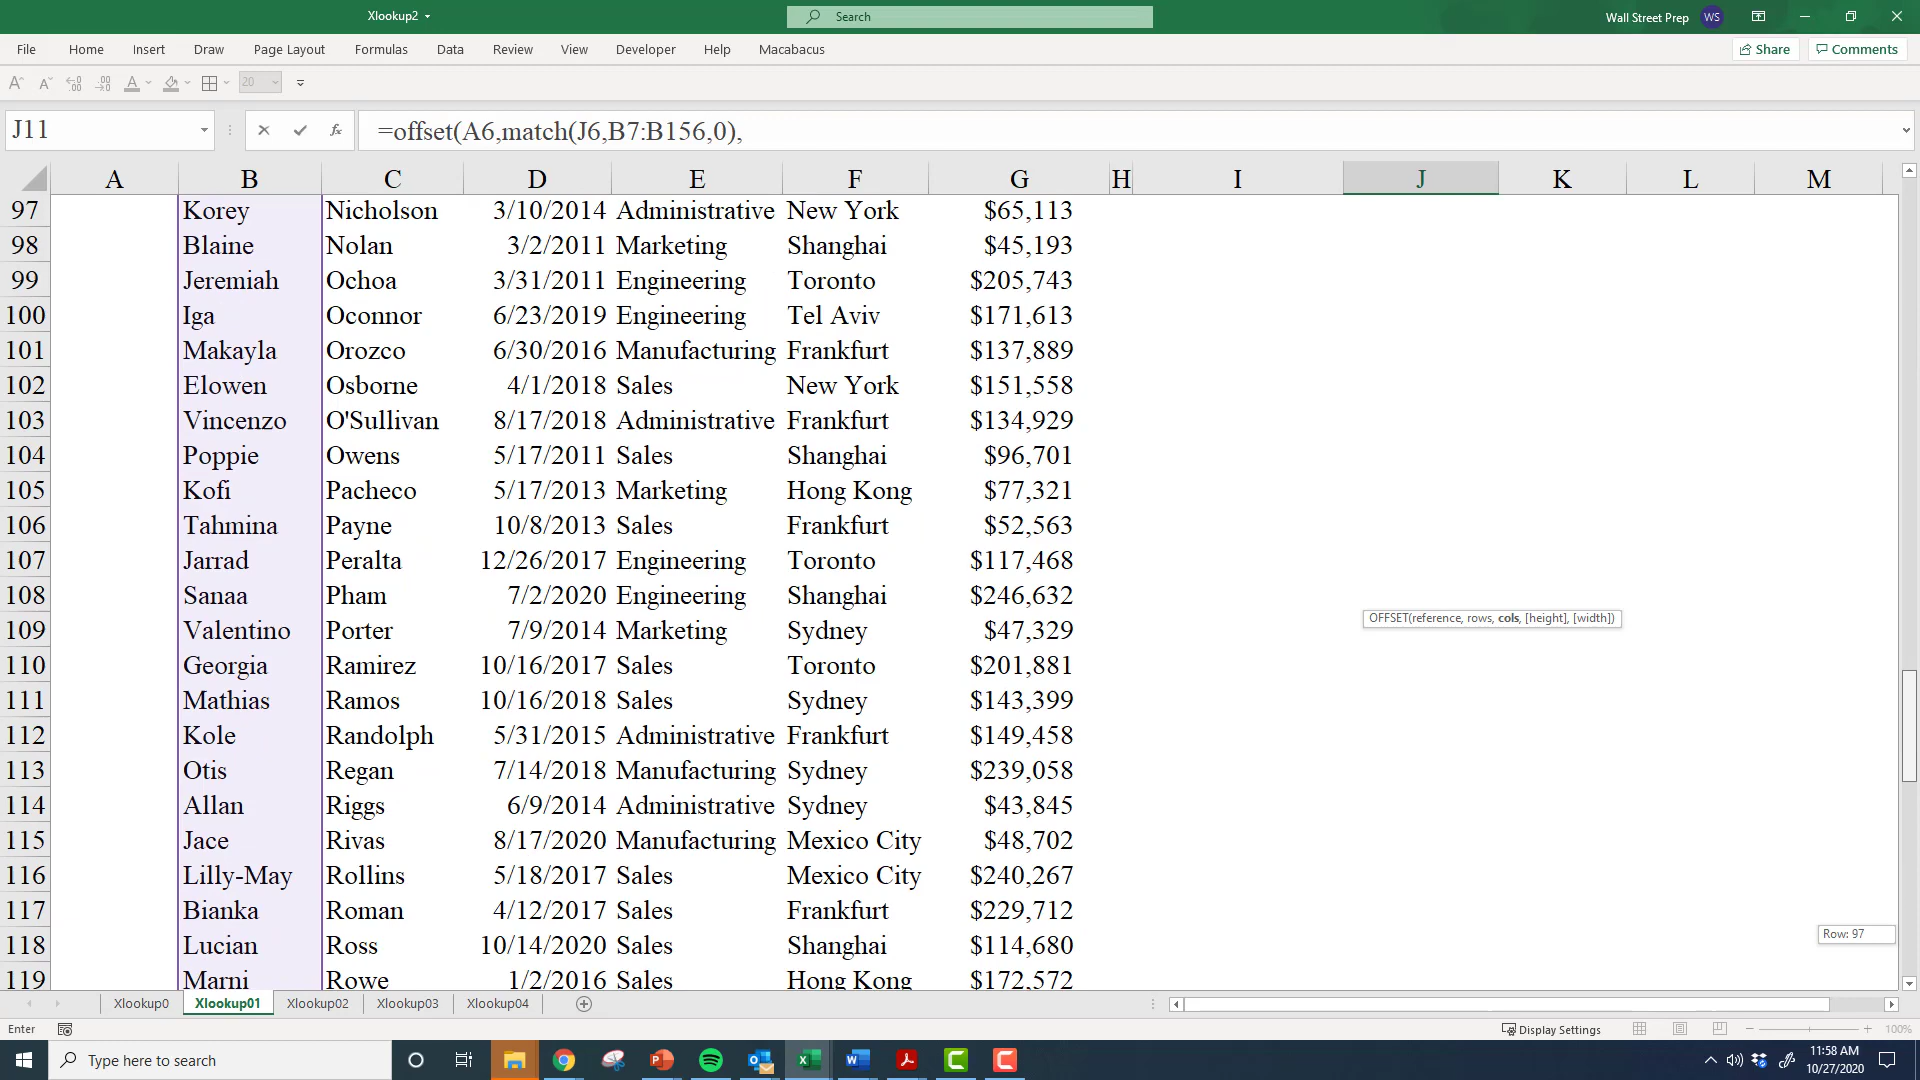 Xlookup2
Search
Wall Street Prep WS
File Home Insert Draw Page Layout Formulas Data Review View Developer Help Macabacus
Share Comments
20
J11 fx =offset(A6,match(J6,B7:B156,0),
A B C D E F G H I J K L M
97 Korey Nicholson 3/10/2014 Administrative New York $65,113
98 Blaine Nolan 3/2/2011 Marketing Shanghai $45,193
99 Jeremiah Ochoa 3/31/2011 Engineering Toronto $205,743
100 Iga Oconnor 6/23/2019 Engineering Tel Aviv $171,613
101 Makayla Orozco 6/30/2016 Manufacturing Frankfurt $137,889
102 Elowen Osborne 4/1/2018 Sales New York $151,558
103 Vincenzo O'Sullivan 8/17/2018 Administrative Frankfurt $134,929
104 Poppie Owens 5/17/2011 Sales Shanghai $96,701
105 Kofi Pacheco 5/17/2013 Marketing Hong Kong $77,321
106 Tahmina Payne 10/8/2013 Sales Frankfurt $52,563
107 Jarrad Peralta 12/26/2017 Engineering Toronto $117,468
108 Sanaa Pham 7/2/2020 Engineering Shanghai $246,632
OFFSET(reference, rows, cols, [height], [width])
109 Valentino Porter 7/9/2014 Marketing Sydney $47,329
110 Georgia Ramirez 10/16/2017 Sales Toronto $201,881
111 Mathias Ramos 10/16/2018 Sales Sydney $143,399
112 Kole Randolph 5/31/2015 Administrative Frankfurt $149,458
113 Otis Regan 7/14/2018 Manufacturing Sydney $239,058
114 Allan Riggs 6/9/2014 Administrative Sydney $43,845
115 Jace Rivas 8/17/2020 Manufacturing Mexico City $48,702
116 Lilly-May Rollins 5/18/2017 Sales Mexico City $240,267
117 Bianka Roman 4/12/2017 Sales Frankfurt $229,712
Row: 97
118 Lucian Ross 10/14/2020 Sales Shanghai $114,680
119 Marni Rowe 1/2/2016 Sales Hong Kong $172,572
Xlookup0 Xlookup01 Xlookup02 Xlookup03 Xlookup04
Enter Display Settings 100%
Type here to search 11:58 AM
10/27/2020